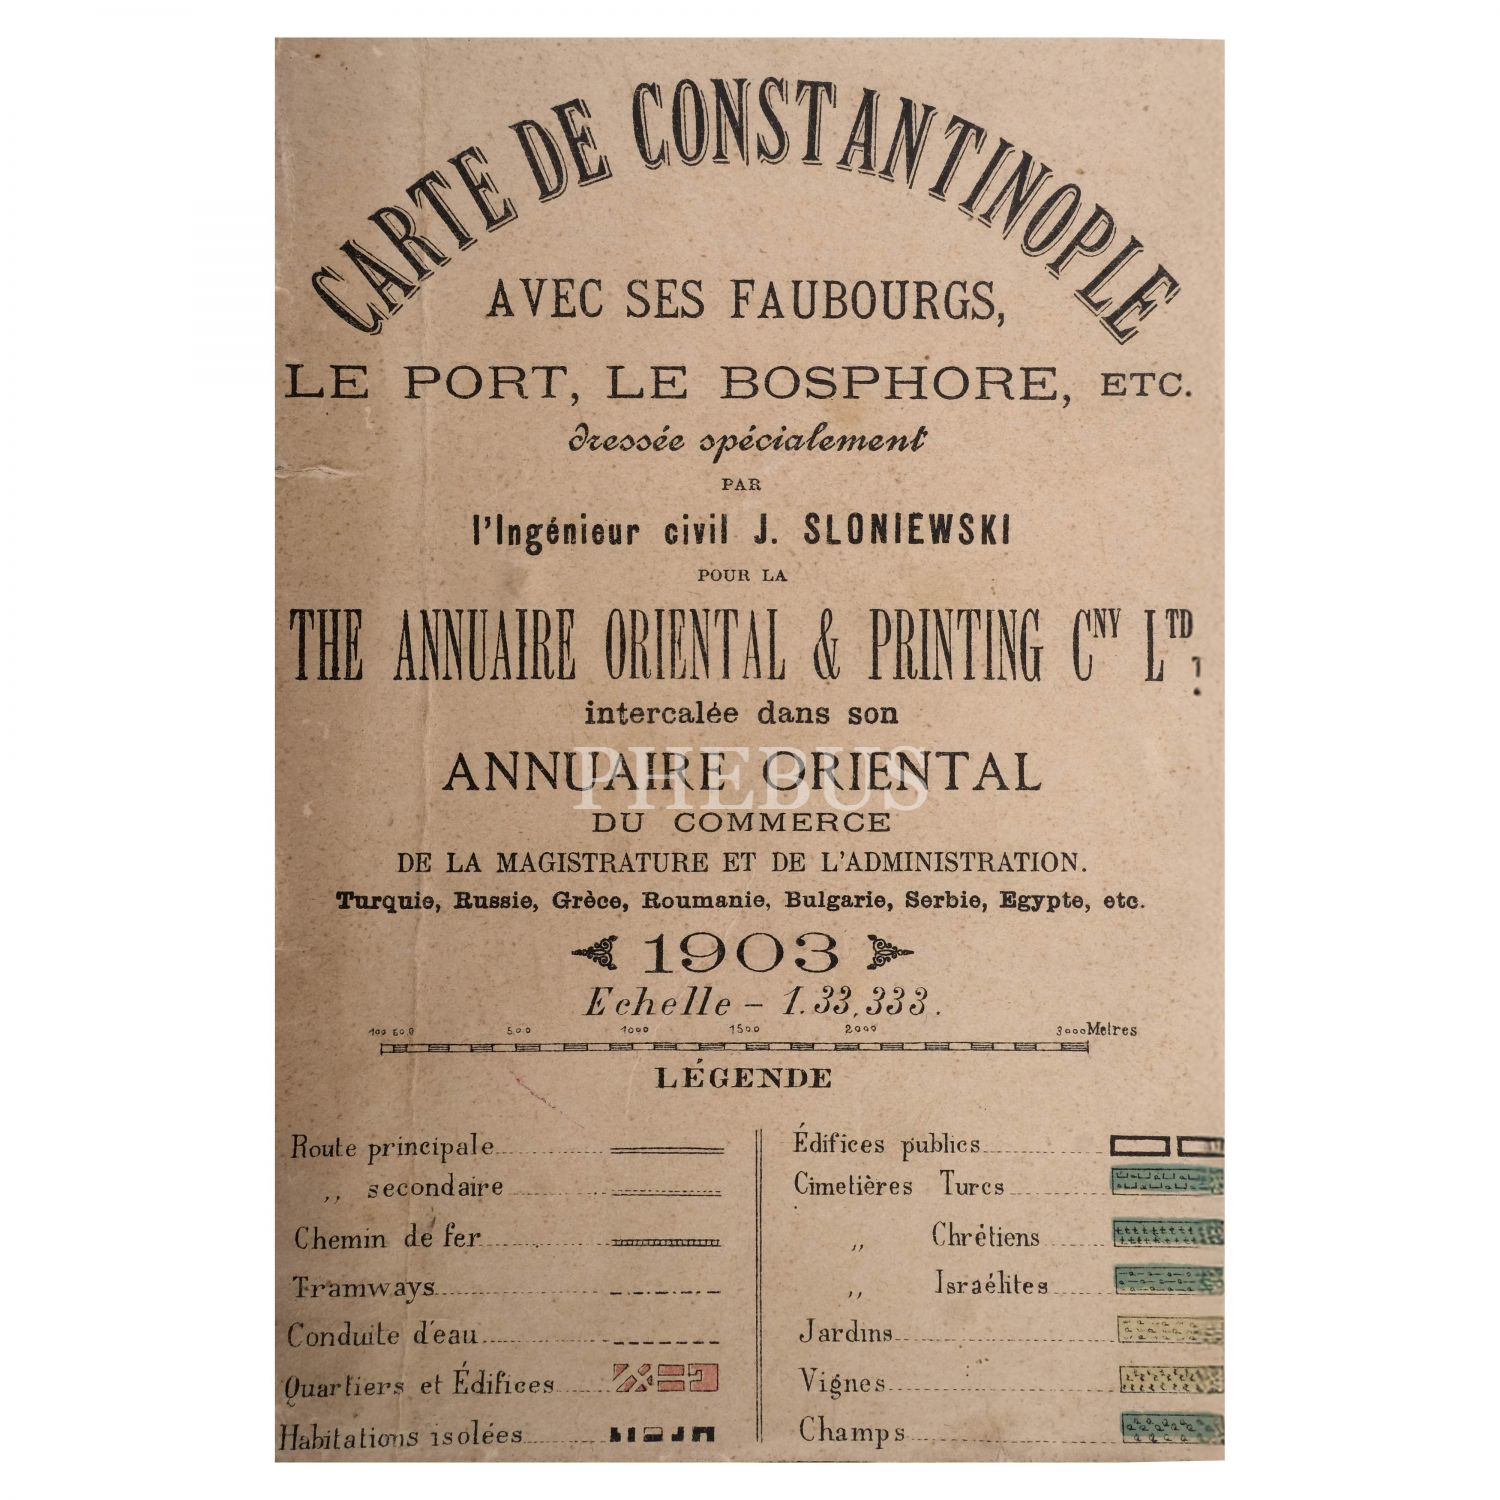 CARTE DE CONSTANTINOPLE
AVEC SES FAUBOURGS,
LE PORT, LE BOSPHORE, ETC.
dressée spécialement
PAR
l'Ingénieur civil J. SLONIEWSKI
POUR LA
THE ANNUAIRE ORIENTAL & PRINTING CNY LTD
intercalée dans son
ANNUAIRE ORIENTAL
PHEBUS
DU COMMERCE
DE LA MAGISTRATURE ET DE L'ADMINISTRATION.
Turquie, Russie, Grèce, Roumanie, Bulgarie, Serbie, Egypte, etc.
1903
Echelle – 1.33,333.
100 50 0 500 1000 1500 2000 3000 Metres
LÉGENDE
Route principale
,, secondaire
Chemin de fer
Tramways
Conduite d'eau
Quartiers et Édifices
Habitations isolées
Édifices publics
Cimetières Turcs
,, Chrétiens
,, Israélites
Jardins
Vignes
Champs